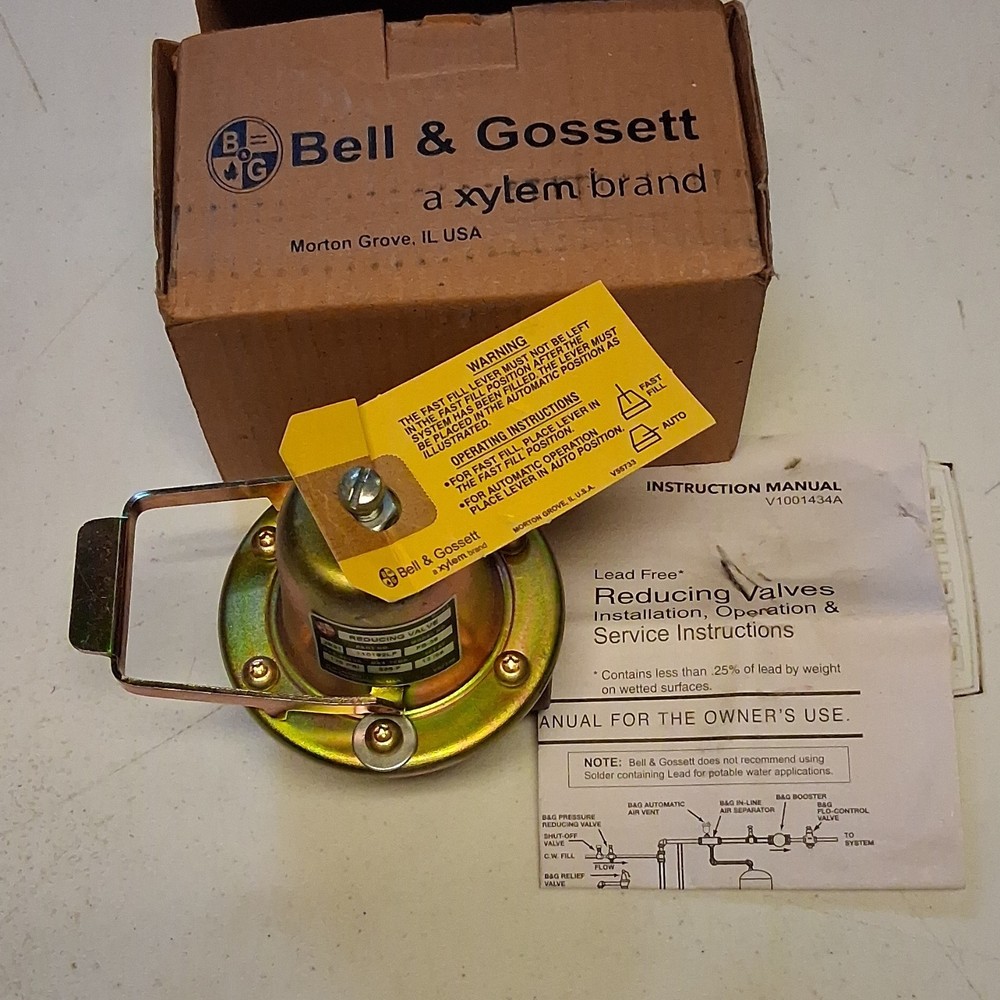 B&G
Bell & Gossett
a xylem brand
Morton Grove, IL USA
WARNING
THE FAST FILL LEVER MUST NOT BE LEFT
IN THE FAST FILL POSITION AFTER THE
SYSTEM HAS BEEN FILLED. THE LEVER MUST
BE PLACED IN THE AUTOMATIC POSITION AS
ILLUSTRATED.
OPERATING INSTRUCTIONS
•FOR FAST FILL, PLACE LEVER IN
THE FAST FILL POSITION.
•FOR AUTOMATIC OPERATION
PLACE LEVER IN AUTO POSITION.
FAST
FILL
AUTO
Bell & Gossett
a xylem brand
MORTON GROVE, IL U.S.A.
V55733
REDUCING VALVE
PART NO.
110192LF
INSTRUCTION MANUAL
V1001434A
Lead Free*
Reducing Valves
Installation, Operation &
Service Instructions
* Contains less than .25% of lead by weight
on wetted surfaces.
ANUAL FOR THE OWNER'S USE.
NOTE: Bell & Gossett does not recommend using
Solder containing Lead for potable water applications.
B&G PRESSURE
REDUCING VALVE
SHUT-OFF
VALVE
C.W. FILL
FLOW
B&G RELIEF
VALVE
B&G AUTOMATIC
AIR VENT
B&G IN-LINE
AIR SEPARATOR
B&G BOOSTER
B&G
FLO-CONTROL
VALVE
TO
SYSTEM